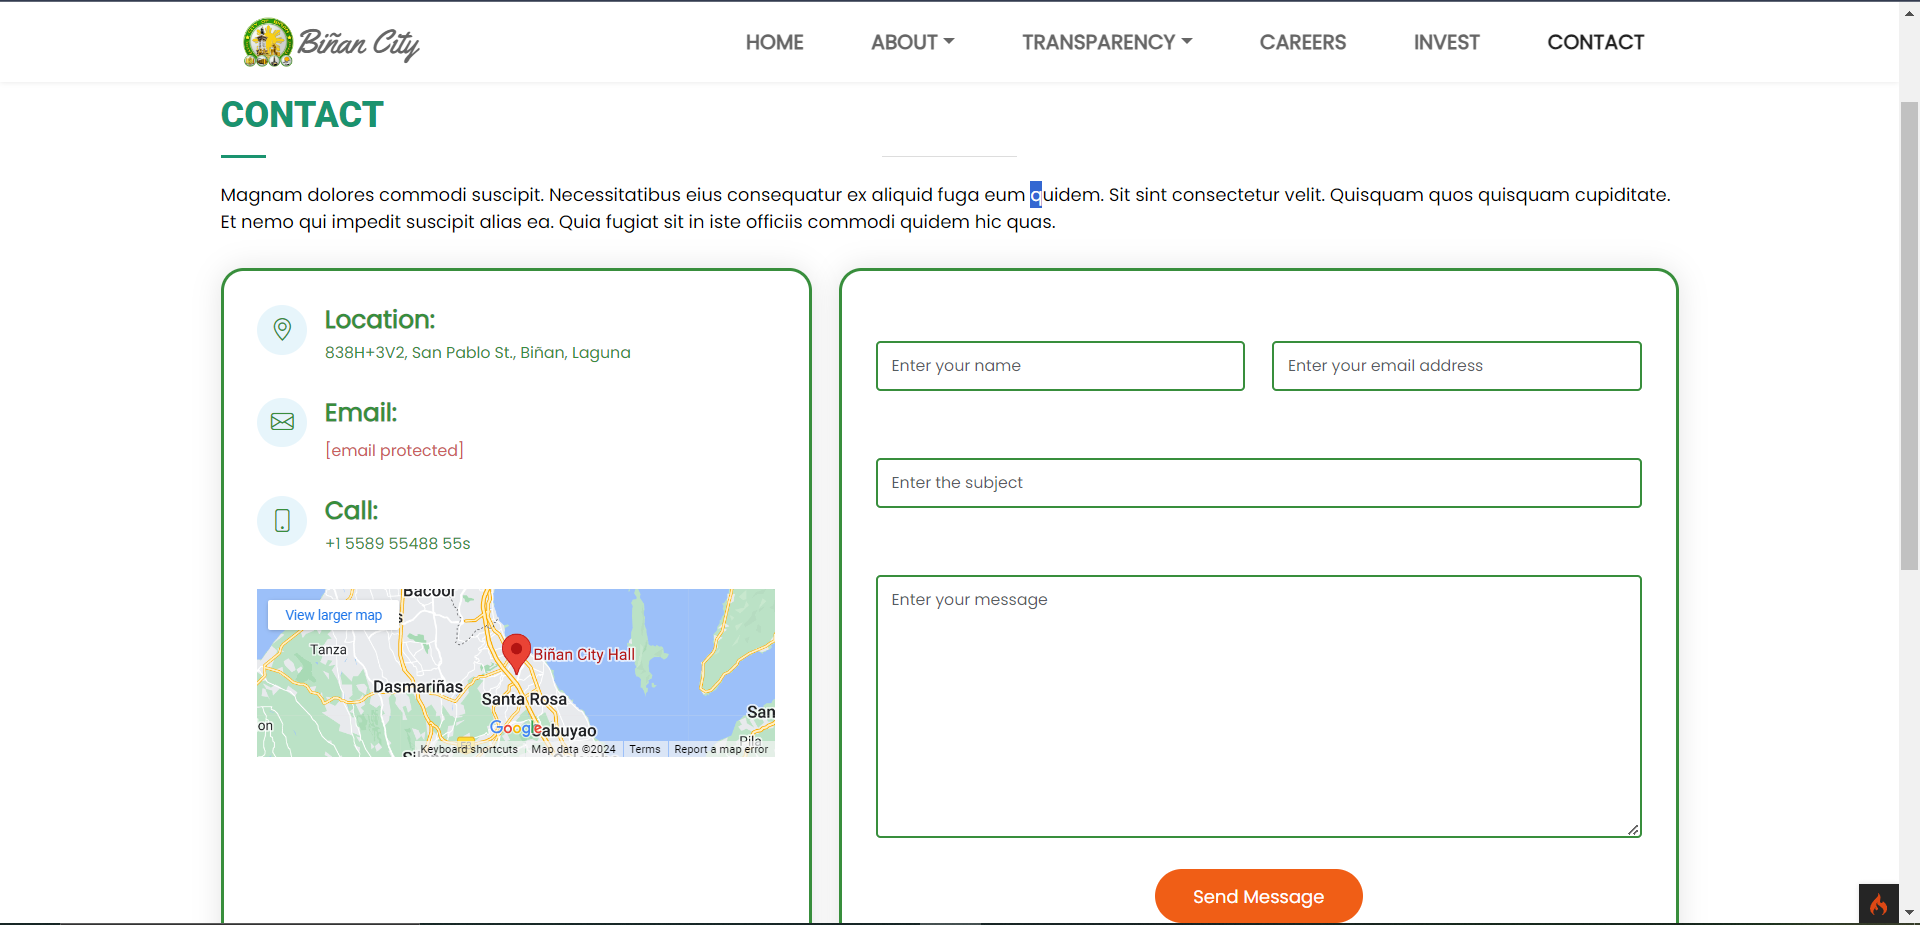 Biñan City
HOME ABOUT TRANSPARENCY CAREERS INVEST CONTACT
CONTACT
Magnam dolores commodi suscipit. Necessitatibus eius consequatur ex aliquid fuga eum quidem. Sit sint consectetur velit. Quisquam quos quisquam cupiditate.
Et nemo qui impedit suscipit alias ea. Quia fugiat sit in iste officiis commodi quidem hic quas.
Location:
838H+3V2, San Pablo St., Biñan, Laguna
Email:
[email protected]
Call:
+1 5589 55488 55s
View larger map
Bacoor
Tanza
Biñan City Hall
Dasmariñas
Santa Rosa
San
on
Google
abuyao
Pila
Keyboard shortcuts Map data ©2024 Terms Report a map error
Enter your name
Enter your email address
Enter the subject
Enter your message
Send Message